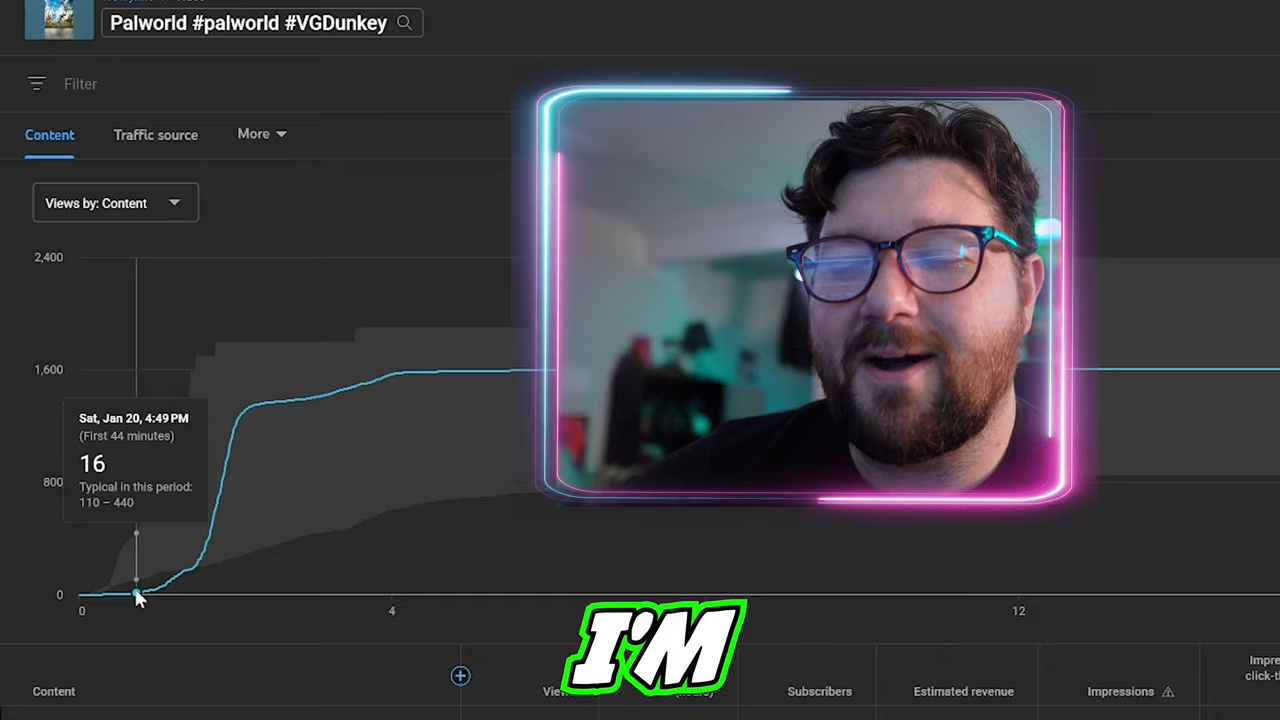 Palworld #palworld #VGDunkey
Filter
Content
Traffic source
More
Views by: Content
2,400
1,600
Sat, Jan 20, 4:49 PM
(First 44 minutes)
16
Typical in this period:
110 – 440
800
0
0
4
12
I'M
Content
Subscribers
Estimated revenue
Impressions